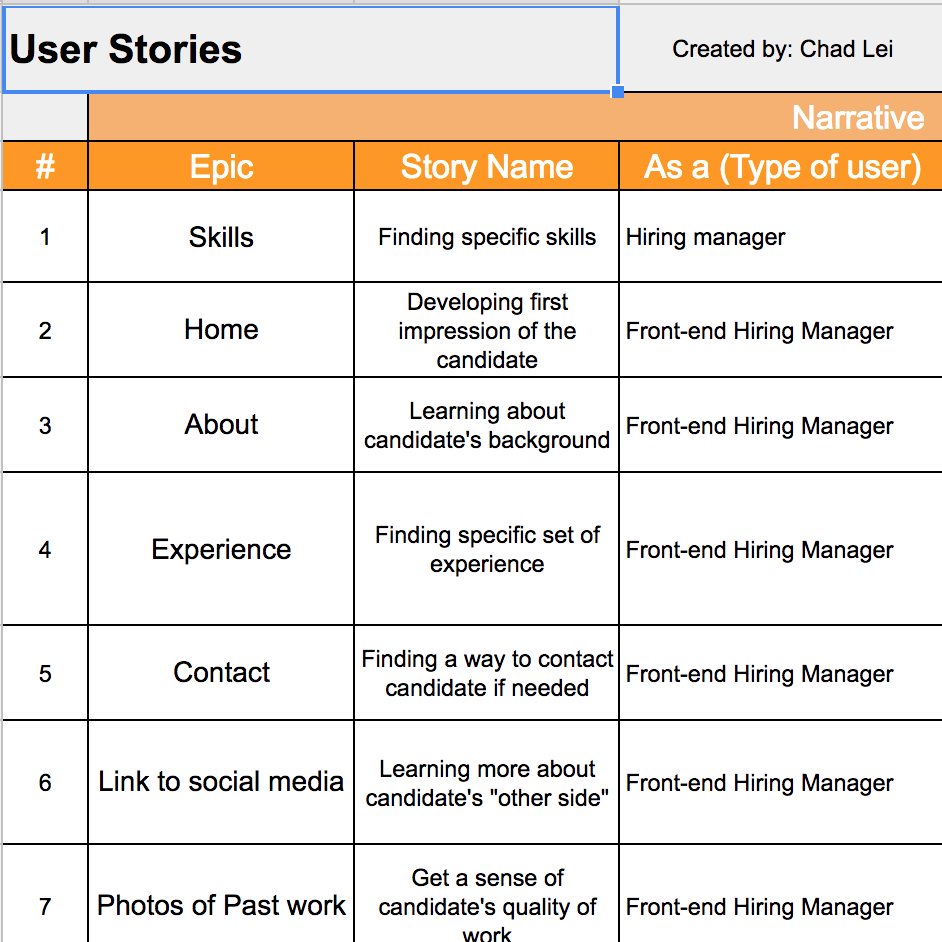 User Stories
Created by: Chad Lei
Narrative
# Epic Story Name As a (Type of user)
1 Skills Finding specific skills Hiring manager
Developing first
impression of the
candidate
2 Home Front-end Hiring Manager
Learning about
candidate's background
3 About Front-end Hiring Manager
Finding specific set of
experience
4 Experience Front-end Hiring Manager
Finding a way to contact
candidate if needed
5 Contact Front-end Hiring Manager
Learning more about
candidate's "other side"
6 Link to social media Front-end Hiring Manager
Get a sense of
candidate's quality of
work
7 Photos of Past work Front-end Hiring Manager